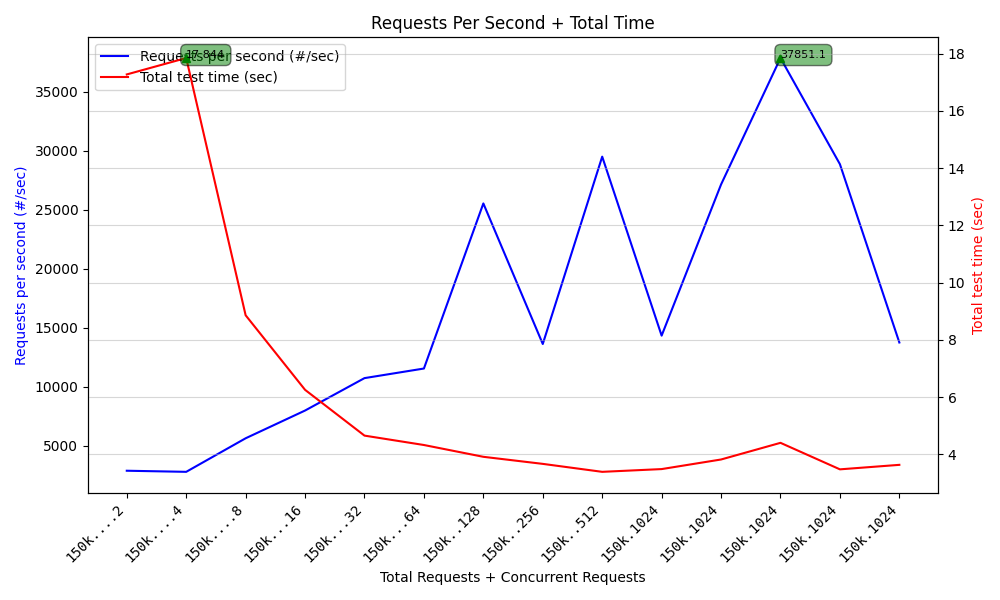 Requests Per Second + Total Time
Requests per second (#/sec)
Total test time (sec)
17.844
37851.1
35000
30000
25000
20000
15000
10000
5000
Requests per second (#/sec)
18
16
14
12
10
8
6
4
Total test time (sec)
150k....2
150k....4
150k....8
150k...16
150k...32
150k...64
150k..128
150k..256
150k..512
150k.1024
150k.1024
150k.1024
150k.1024
150k.1024
Total Requests + Concurrent Requests